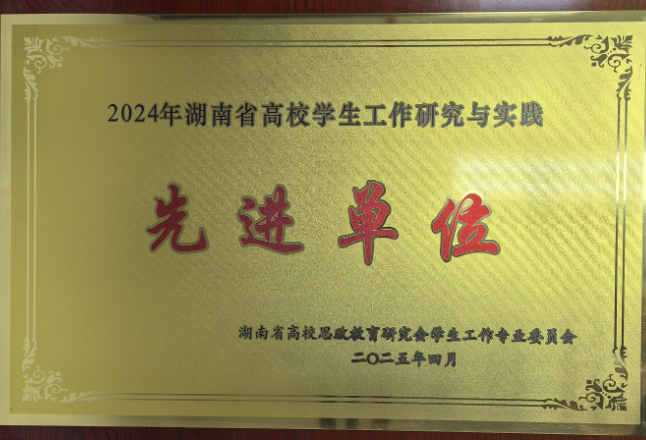 2024年湖南省高校学生工作研究与实践
先进单位
湖南省高校思政教育研究会学生工作专业委员会
二〇二五年四月